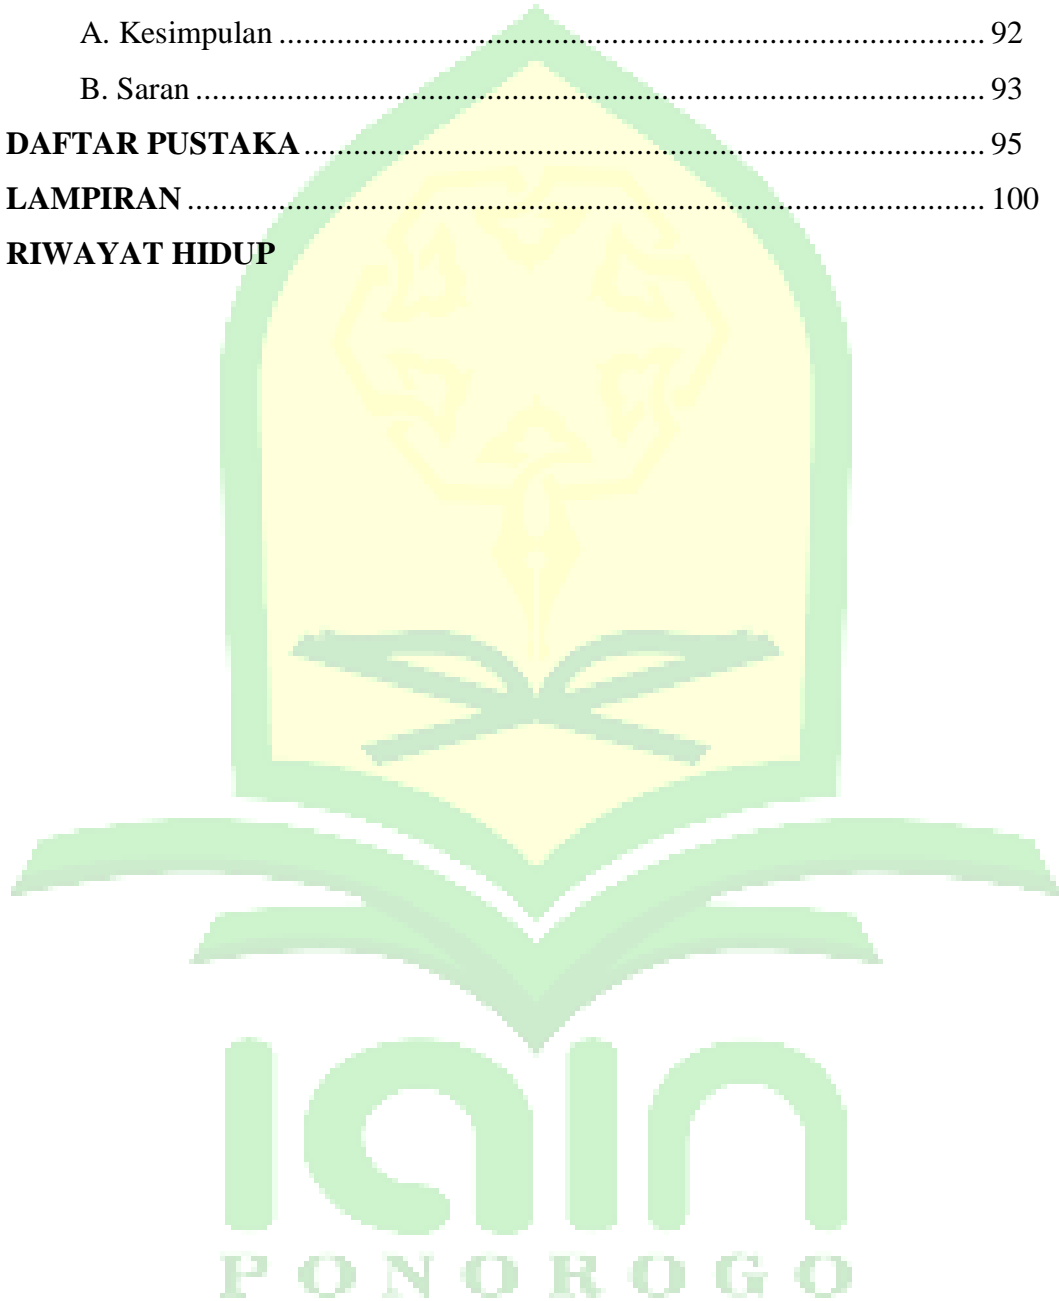 A. Kesimpulan ..................................................................................... 92
B. Saran ............................................................................................... 93
DAFTAR PUSTAKA .................................................................................. 95
LAMPIRAN ................................................................................................ 100
RIWAYAT HIDUP
iain
PONOROGO